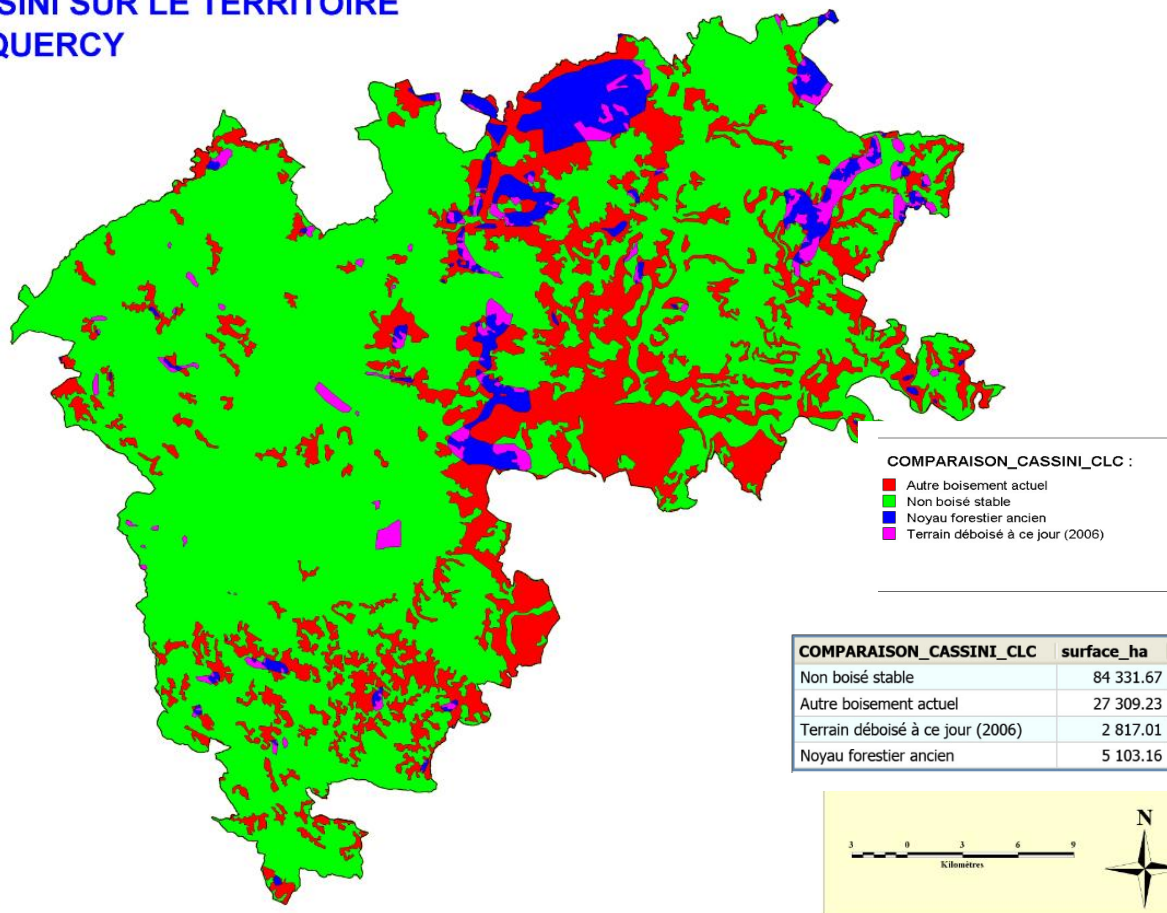 SINI SUR LE TERRITOIRE
QUERCY
COMPARAISON_CASSINI_CLC :
Autre boisement actuel
Non boisé stable
Noyau forestier ancien
Terrain déboisé à ce jour (2006)
COMPARAISON_CASSINI_CLC surface_ha
Non boisé stable 84 331.67
Autre boisement actuel 27 309.23
Terrain déboisé à ce jour (2006) 2 817.01
Noyau forestier ancien 5 103.16
N
3 0 3 6 9
Kilomètres